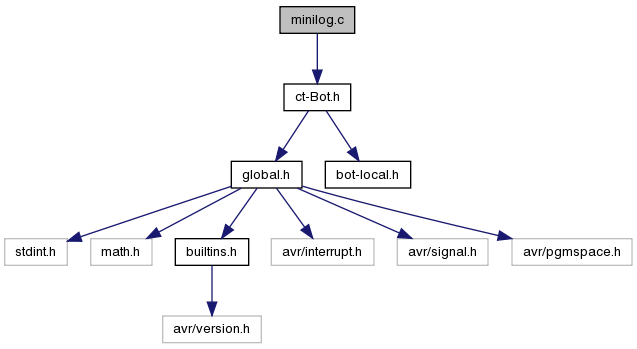 minilog.c
ct-Bot.h
global.h
bot-local.h
stdint.h
math.h
builtins.h
avr/interrupt.h
avr/signal.h
avr/pgmspace.h
avr/version.h